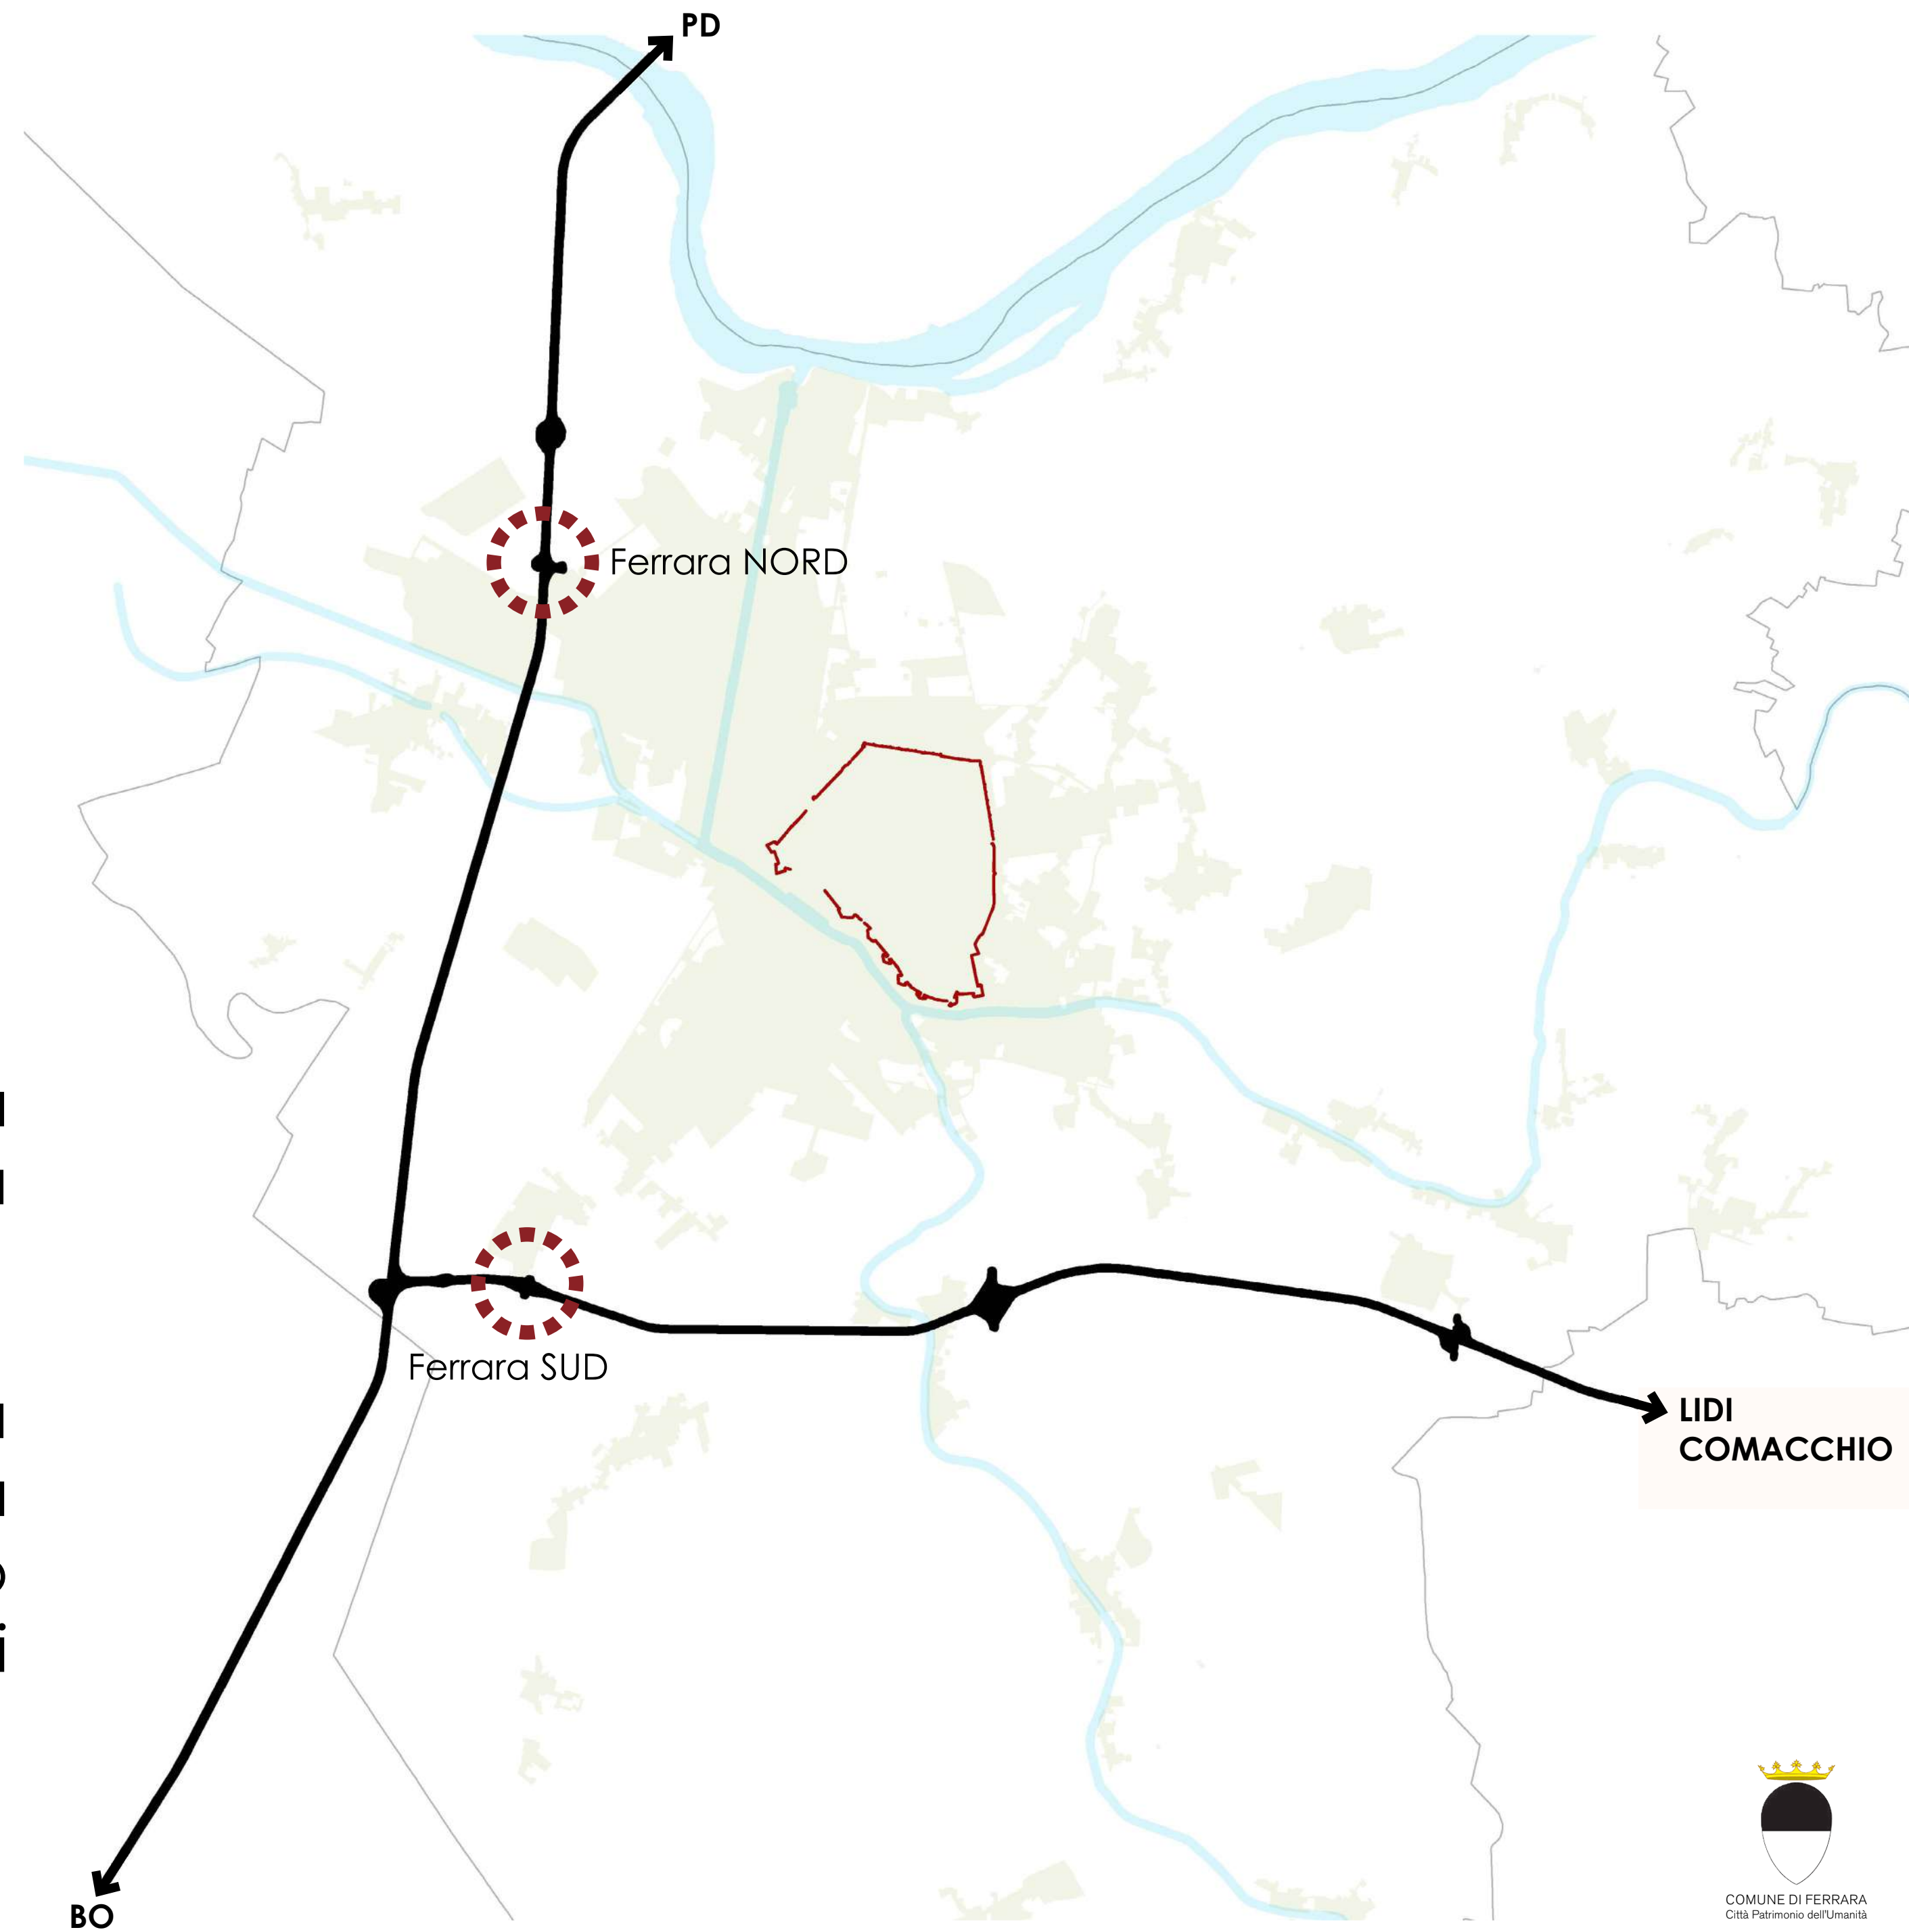 PD
Ferrara NORD
Ferrara SUD
LIDI
COMACCHIO
BO
COMUNE DI FERRARA
Città Patrimonio dell'Umanità